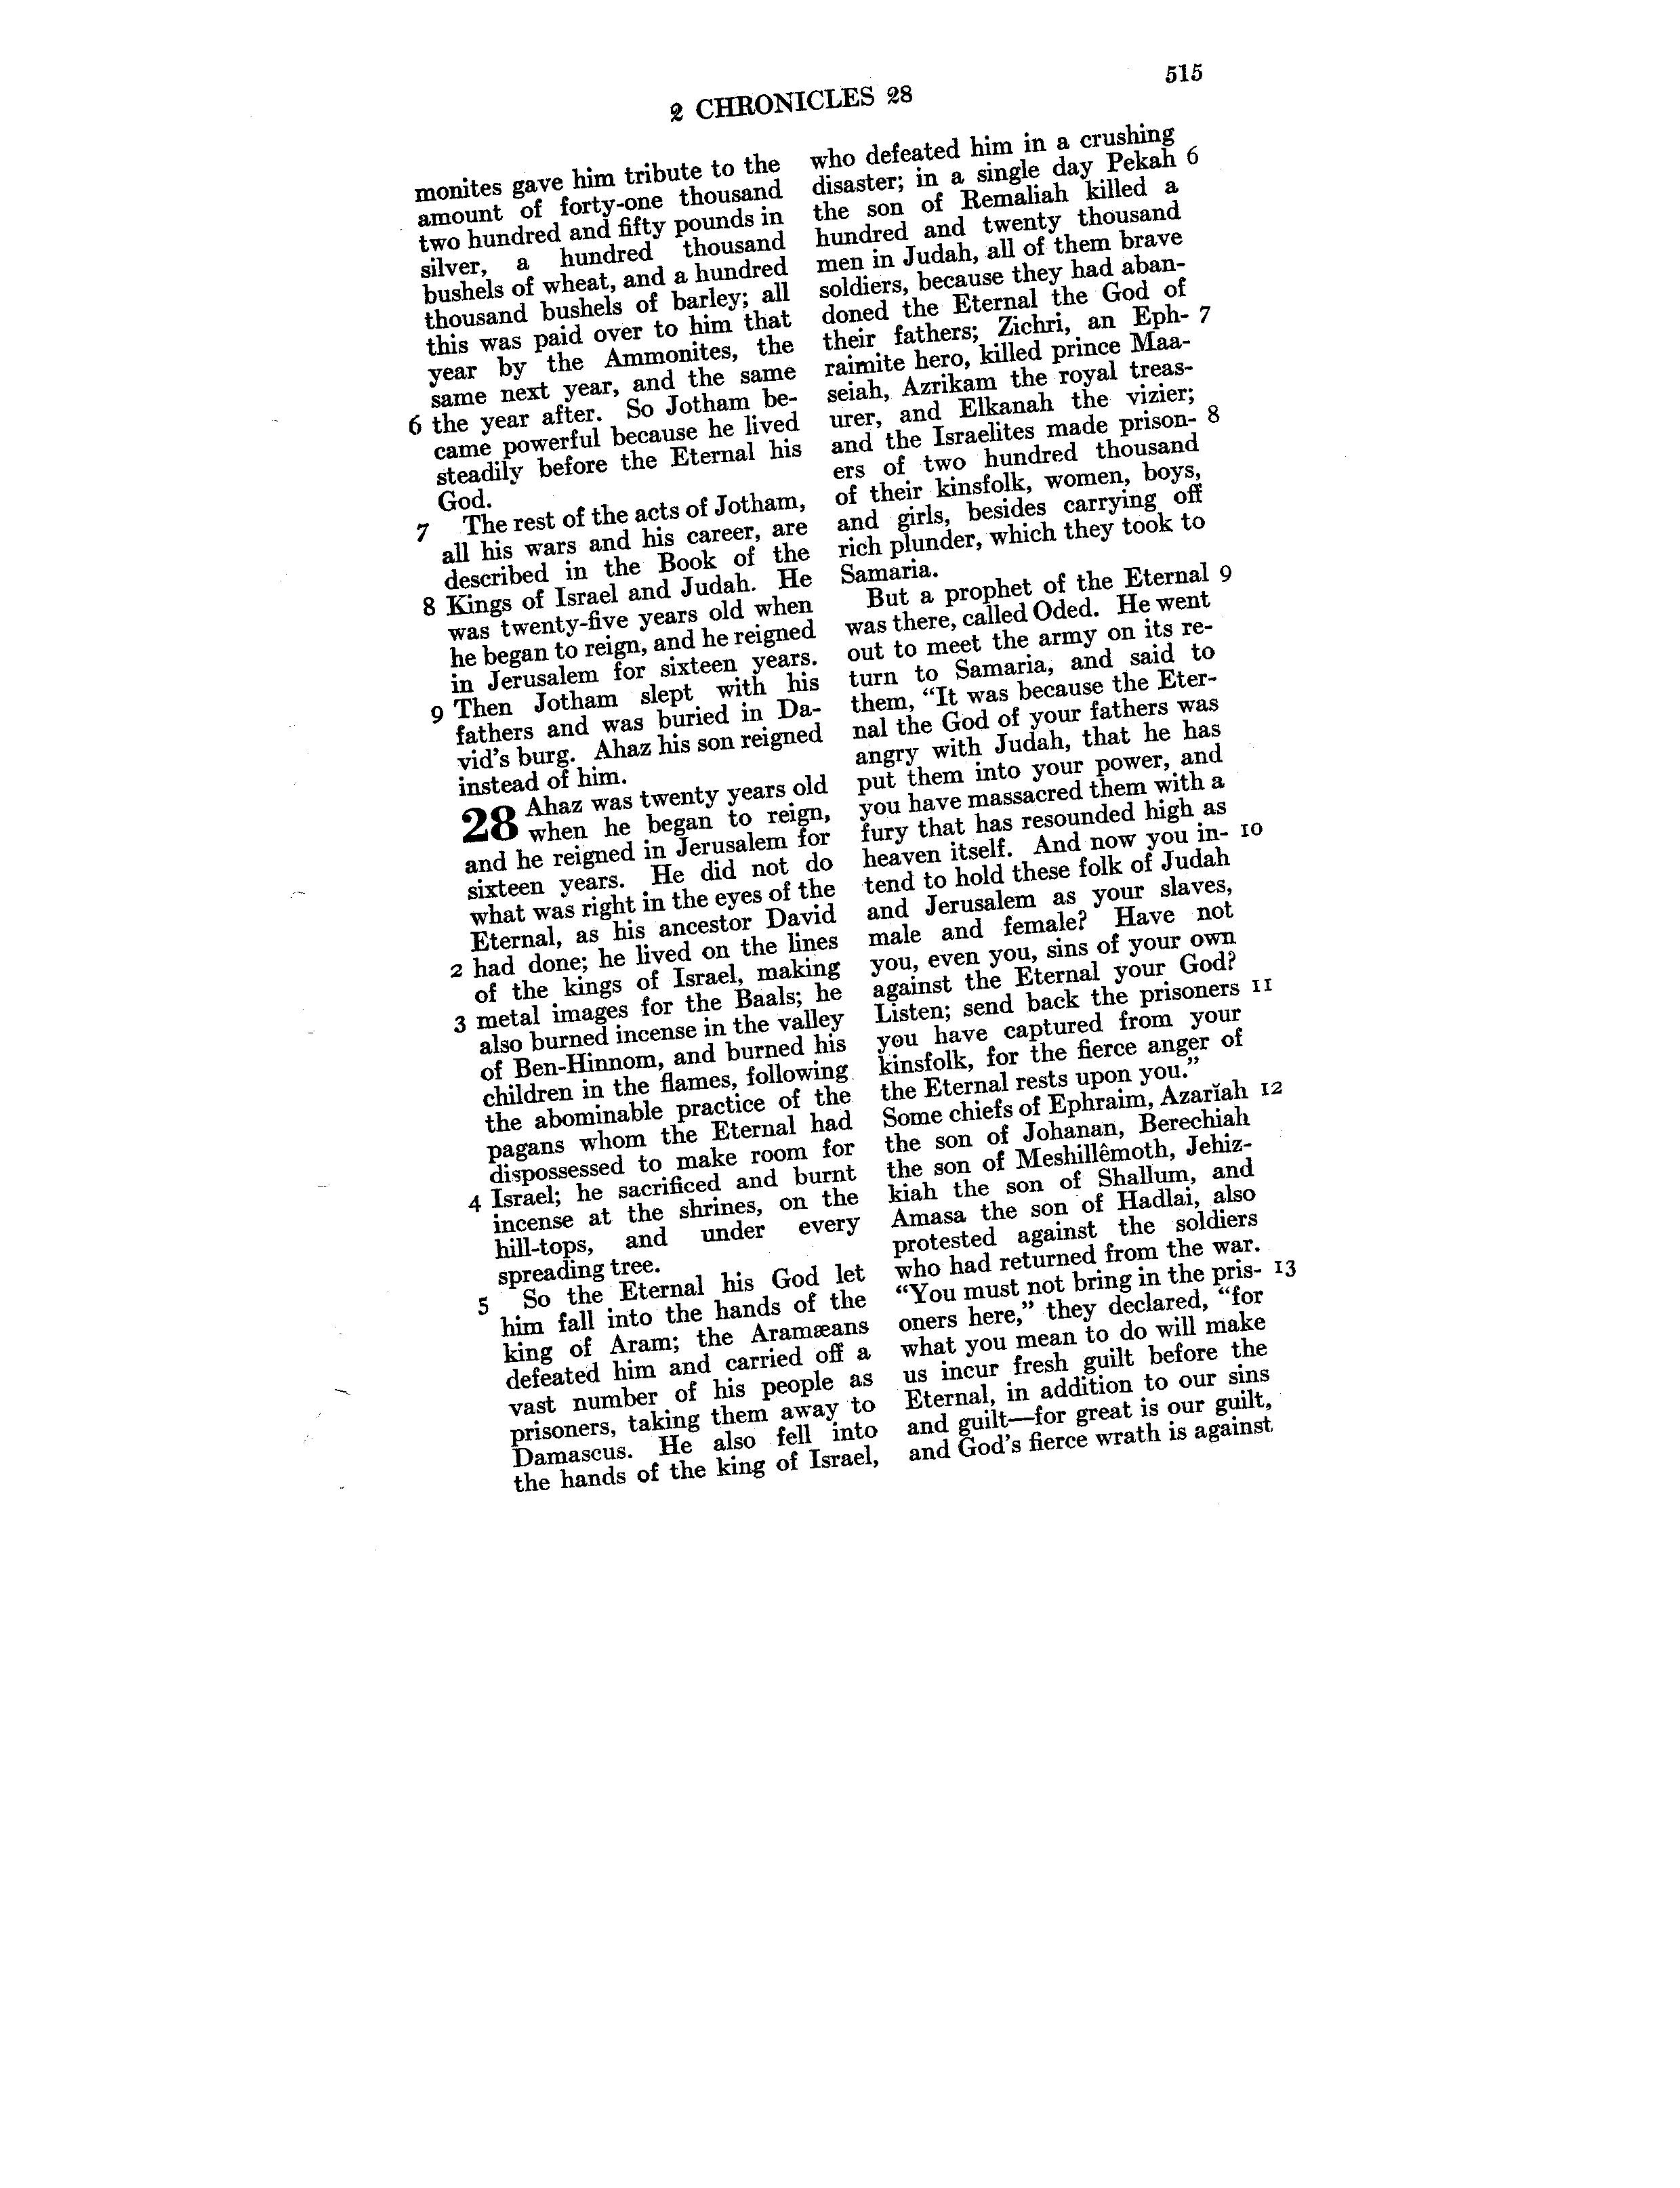 515
2 CHRONICLES 28
monites gave him tribute to the
amount of forty-one thousand
two hundred and fifty pounds in
silver, a hundred thousand
bushels of wheat, and a hundred
thousand bushels of barley; all
this was paid over to him that
year by the Ammonites, the
same next year, and the same
6 the year after. So Jotham be-
came powerful because he lived
steadily before the Eternal his
God.
7 The rest of the acts of Jotham,
all his wars and his career, are
described in the Book of the
8 Kings of Israel and Judah. He
was twenty-five years old when
he began to reign, and he reigned
in Jerusalem for sixteen years.
9 Then Jotham slept with his
fathers and was buried in Da-
vid's burg. Ahaz his son reigned
instead of him.
28 Ahaz was twenty years old
when he began to reign,
and he reigned in Jerusalem for
sixteen years. He did not do
what was right in the eyes of the
Eternal, as his ancestor David
2 had done; he lived on the lines
of the kings of Israel, making
3 metal images for the Baals; he
also burned incense in the valley
of Ben-Hinnom, and burned his
children in the flames, following
the abominable practice of the
pagans whom the Eternal had
dispossessed to make room for
4 Israel; he sacrificed and burnt
incense at the shrines, on the
hill-tops, and under every
spreading tree.
5 So the Eternal his God let
him fall into the hands of the
king of Aram; the Aramæans
defeated him and carried off a
vast number of his people as
prisoners, taking them away to
Damascus. He also fell into
the hands of the king of Israel,
who defeated him in a crushing
disaster; in a single day Pekah 6
the son of Remaliah killed a
hundred and twenty thousand
men in Judah, all of them brave
soldiers, because they had aban-
doned the Eternal the God of
their fathers; Zichri, an Eph- 7
raimite hero, killed prince Maa-
seiah, Azrikam the royal treas-
urer, and Elkanah the vizier;
and the Israelites made prison- 8
ers of two hundred thousand
of their kinsfolk, women, boys,
and girls, besides carrying off
rich plunder, which they took to
Samaria.
But a prophet of the Eternal 9
was there, called Oded. He went
out to meet the army on its re-
turn to Samaria, and said to
them, “It was because the Eter-
nal the God of your fathers was
angry with Judah, that he has
put them into your power, and
you have massacred them with a
fury that has resounded high as
heaven itself. And now you in- 10
tend to hold these folk of Judah
and Jerusalem as your slaves,
male and female? Have not
you, even you, sins of your own
against the Eternal your God?
Listen; send back the prisoners 11
you have captured from your
kinsfolk, for the fierce anger of
the Eternal rests upon you.”
Some chiefs of Ephraim, Azariah 12
the son of Johanan, Berechiah
the son of Meshillêmoth, Jehiz-
kiah the son of Shallum, and
Amasa the son of Hadlai, also
protested against the soldiers
who had returned from the war.
“You must not bring in the pris- 13
oners here,” they declared, “for
what you mean to do will make
us incur fresh guilt before the
Eternal, in addition to our sins
and guilt—for great is our guilt,
and God's fierce wrath is against